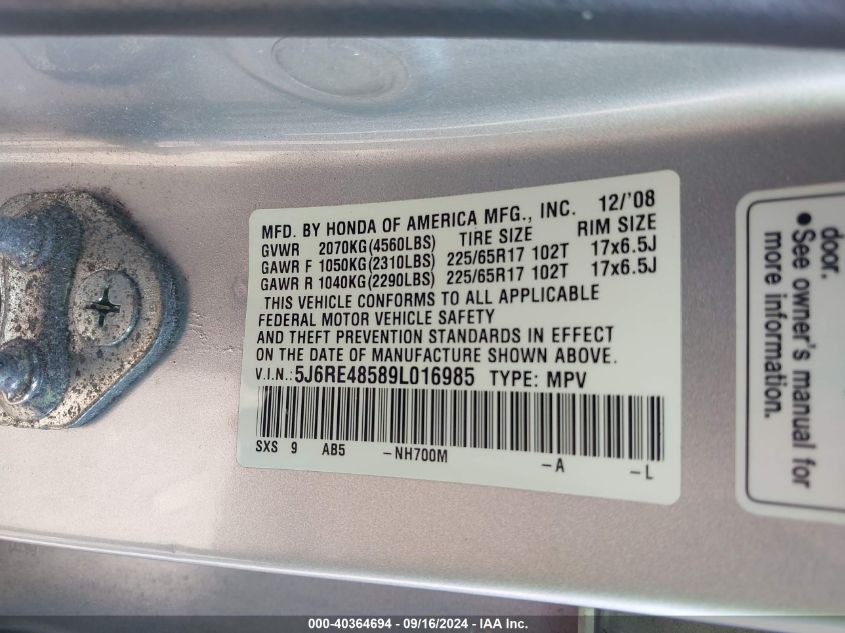 MFD. BY HONDA OF AMERICA MFG., INC. 12/'08
GVWR 2070KG(4560LBS) TIRE SIZE RIM SIZE
GAWR F 1050KG(2310LBS) 225/65R17 102T 17x6.5J
GAWR R 1040KG(2290LBS) 225/65R17 102T 17x6.5J
THIS VEHICLE CONFORMS TO ALL APPLICABLE
FEDERAL MOTOR VEHICLE SAFETY
AND THEFT PREVENTION STANDARDS IN EFFECT
ON THE DATE OF MANUFACTURE SHOWN ABOVE.
V.I.N.: 5J6RE48589L016985 TYPE: MPV
SXS 9 AB5 -NH700M -A -L
door.
● See owner's manual for
more information.
000-40364694 - 09/16/2024 - IAA Inc.